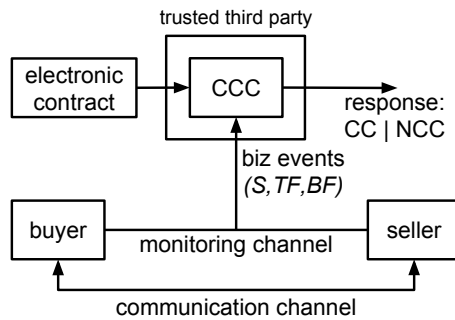 trusted third party
electronic
contract
CCC
response:
CC | NCC
biz events
(S,TF,BF)
buyer
seller
monitoring channel
communication channel